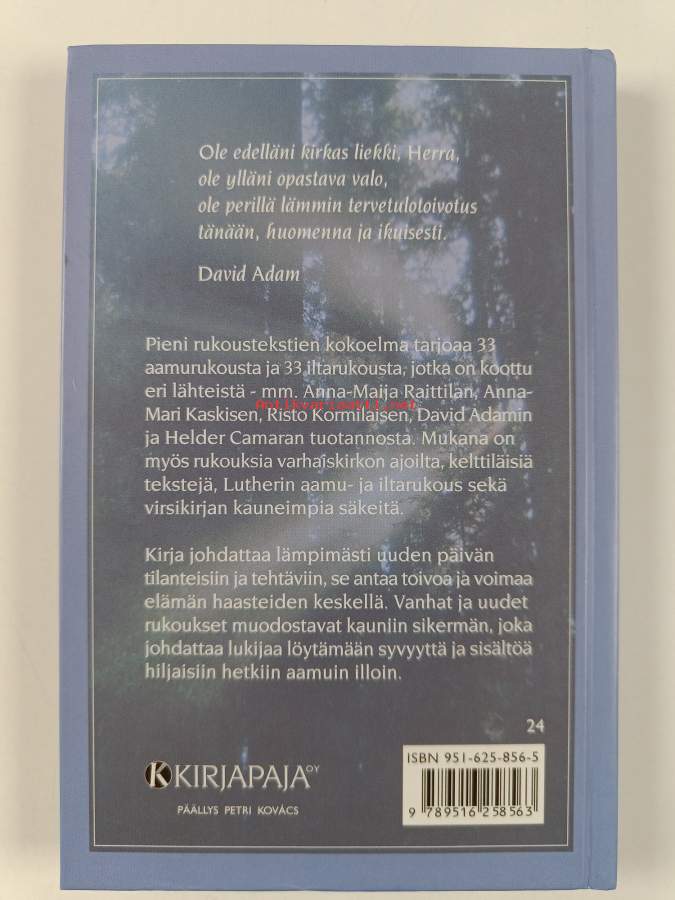 Ole edelläni kirkas liekki, Herra,
ole ylläni opastava valo,
ole perillä lämmin tervetulotoivotus
tänään, huomenna ja ikuisesti.
David Adam
Pieni rukoustekstien kokoelma tarjoaa 33
aamurukousta ja 33 iltarukousta, jotka on koottu
eri lähteistä - mm. Anna-Maija Raittilan, Anna-
Antikvariaatti.net
Mari Kaskisen, Risto Kormilaisen, David Adamin
ja Helder Camaran tuotannosta. Mukana on
myös rukouksia varhaiskirkon ajoilta, kelttiläisiä
tekstejä, Lutherin aamu- ja iltarukous sekä
virsikirjan kauneimpia säkeitä.
Kirja johdattaa lämpimästi uuden päivän
tilanteisiin ja tehtäviin, se antaa toivoa ja voimaa
elämän haasteiden keskellä. Vanhat ja uudet
rukoukset muodostavat kauniin sikermän, joka
johdattaa lukijaa löytämään syvyyttä ja sisältöä
hiljaisiin hetkiin aamuin illoin.
24
ISBN 951-625-856-5
K KIRJAPAJA OY
PÄÄLLYS PETRI KOVÁCS
9 789516 258563